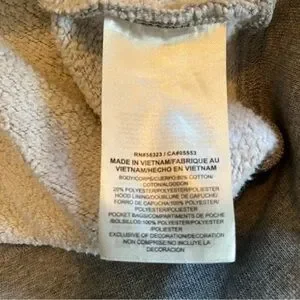 RN#56323 / CA#05553
MADE IN VIETNAM/FABRIQUE AU
VIETNAM/HECHO EN VIETNAM
BODY/CORPS/CUERPO:80% COTTON/
COTON/ALGODON
20% POLYESTER/POLYESTER/POLIESTER
HOOD LINING/DOUBLURE DE CAPUCHE/
FORRO DE CAPUCHA:100% POLYESTER/
POLYESTER/POLIESTER
POCKET BAGS/COMPARTIMENTS DE POCHE
/BOLSILLOS:100% POLYESTER/POLYESTER
/POLIESTER
EXCLUSIVE OF DECORATION/DECORATION
NON COMPRISE/NO INCLUYE LA
DECORACION